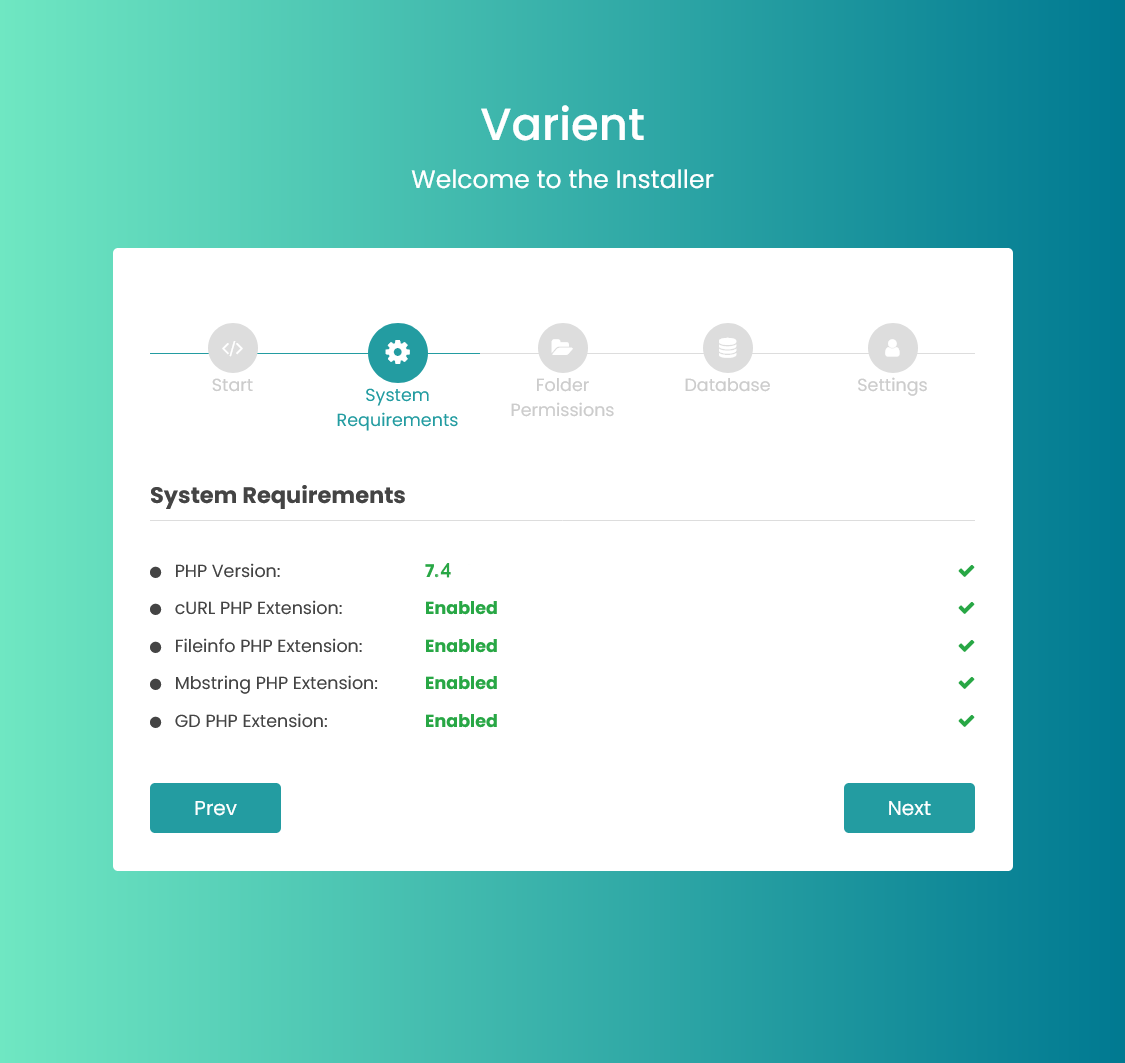 Varient
Welcome to the Installer
Start
System
Requirements
Folder
Permissions
Database
Settings
System Requirements
PHP Version: 7.4
cURL PHP Extension: Enabled
Fileinfo PHP Extension: Enabled
Mbstring PHP Extension: Enabled
GD PHP Extension: Enabled
Prev Next